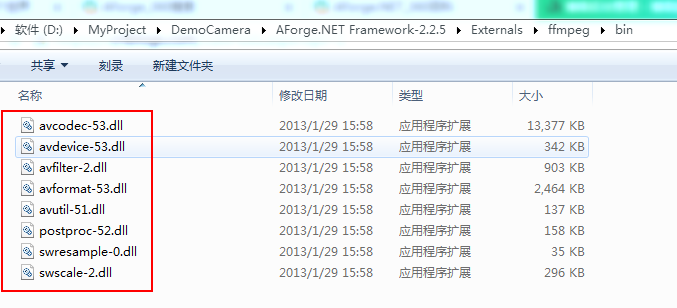 软件 (D:) ▸ MyProject ▸ DemoCamera ▸ AForge.NET Framework-2.2.5 ▸ Externals ▸ ffmpeg ▸ bin
共享 刻录 新建文件夹
名称 修改日期 类型 大小
avcodec-53.dll 2013/1/29 15:58 应用程序扩展 13,377 KB
avdevice-53.dll 2013/1/29 15:58 应用程序扩展 342 KB
avfilter-2.dll 2013/1/29 15:58 应用程序扩展 903 KB
avformat-53.dll 2013/1/29 15:58 应用程序扩展 2,464 KB
avutil-51.dll 2013/1/29 15:58 应用程序扩展 137 KB
postproc-52.dll 2013/1/29 15:58 应用程序扩展 158 KB
swresample-0.dll 2013/1/29 15:58 应用程序扩展 35 KB
swscale-2.dll 2013/1/29 15:58 应用程序扩展 296 KB